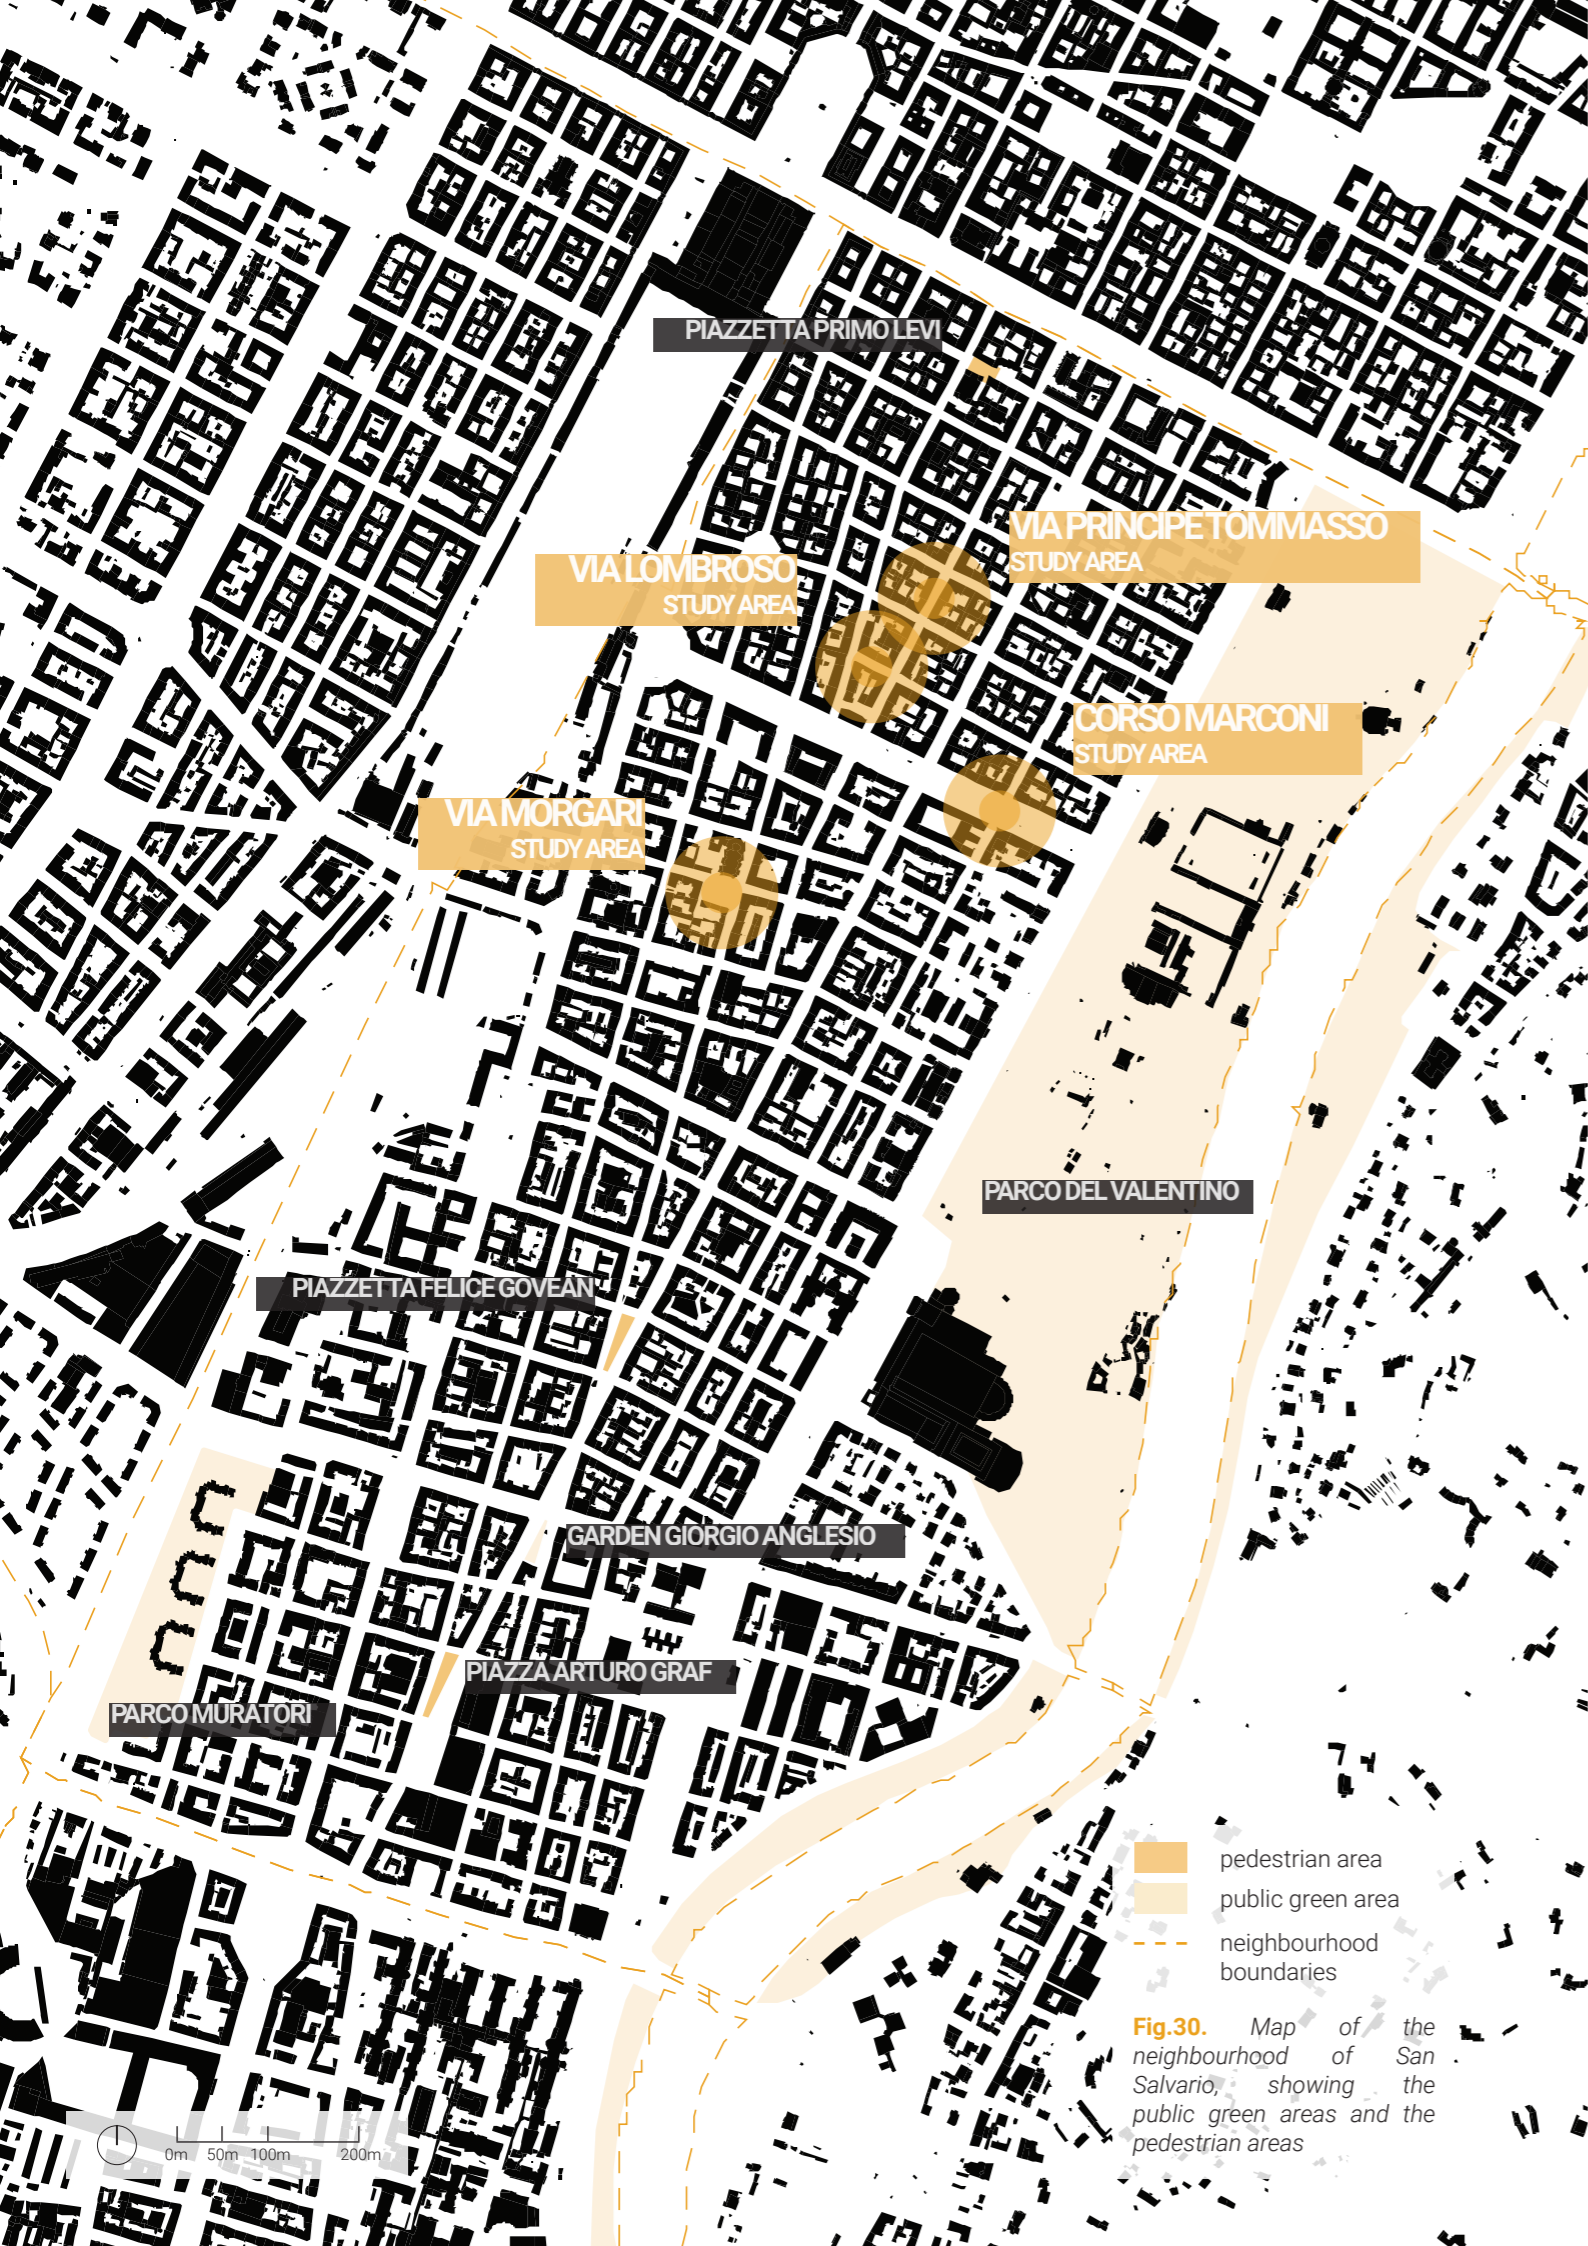 PIAZZETTA PRIMO LEVI
VIA PRINCIPE TOMMASSO
STUDY AREA
VIA LOMBROSO
STUDY AREA
CORSO MARCONI
STUDY AREA
VIA MORGARI
STUDY AREA
PARCO DEL VALENTINO
PIAZZETTA FELICE GOVEAN
GARDEN GIORGIO ANGLESIO
PIAZZA ARTURO GRAF
PARCO MURATORI
pedestrian area
public green area
neighbourhood
boundaries
Fig.30. Map of the
neighbourhood of San
Salvario, showing the
public green areas and the
pedestrian areas
0m 50m 100m 200m